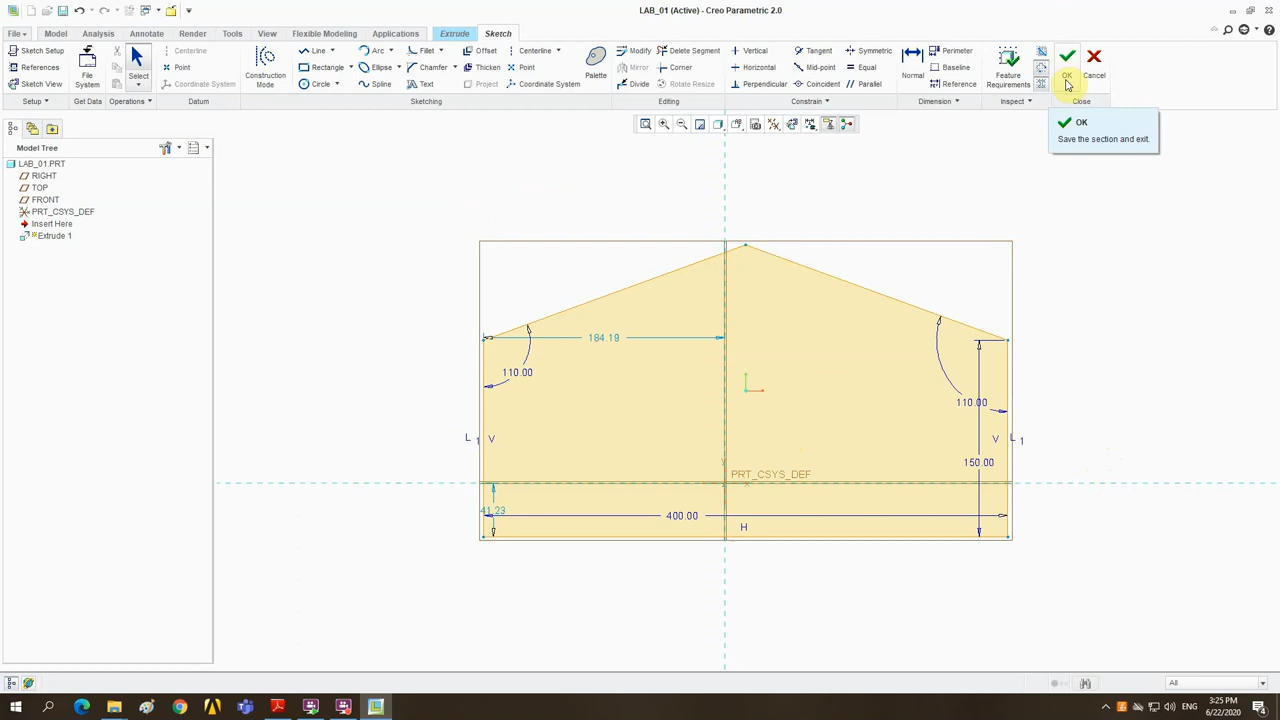 LAB_01 (Active) - Creo Parametric 2.0
File Model Analysis Annotate Render Tools View Flexible Modeling Applications Extrude Sketch
Sketch Setup
References
Sketch View
Setup
File System
Get Data
Select
Operations
Centerline
Point
Coordinate System
Datum
Construction Mode
Line
Rectangle
Circle
Arc
Ellipse
Spline
Fillet
Chamfer
Text
Offset
Thicken
Project
Centerline
Point
Coordinate System
Palette
Sketching
Modify
Mirror
Divide
Delete Segment
Corner
Rotate Resize
Editing
Vertical
Horizontal
Perpendicular
Tangent
Mid-point
Coincident
Symmetric
Equal
Parallel
Constrain
Normal
Perimeter
Baseline
Reference
Dimension
Feature Requirements
Inspect
OK
Cancel
Close
OK
Save the section and exit.
Model Tree
LAB_01.PRT
RIGHT
TOP
FRONT
PRT_CSYS_DEF
Insert Here
Extrude 1
184.19
110.00
110.00
L 1 V
V L 1
150.00
PRT_CSYS_DEF
y
x
41.23
400.00
H
All
ENG
3:25 PM
6/22/2020
4